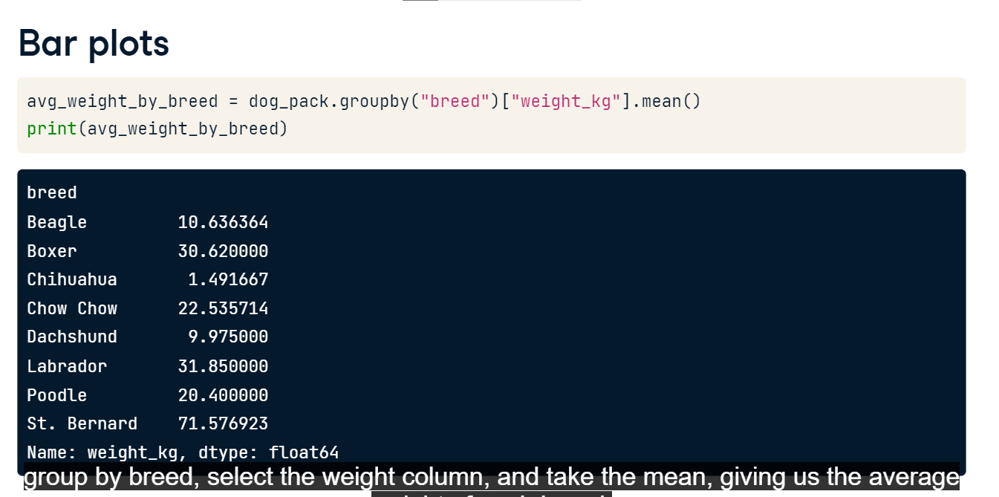 Bar plots
avg_weight_by_breed = dog_pack.groupby("breed")["weight_kg"].mean()
print(avg_weight_by_breed)
breed
Beagle         10.636364
Boxer          30.620000
Chihuahua       1.491667
Chow Chow      22.535714
Dachshund       9.975000
Labrador       31.850000
Poodle         20.400000
St. Bernard    71.576923
Name: weight_kg, dtype: float64
group by breed, select the weight column, and take the mean, giving us the average